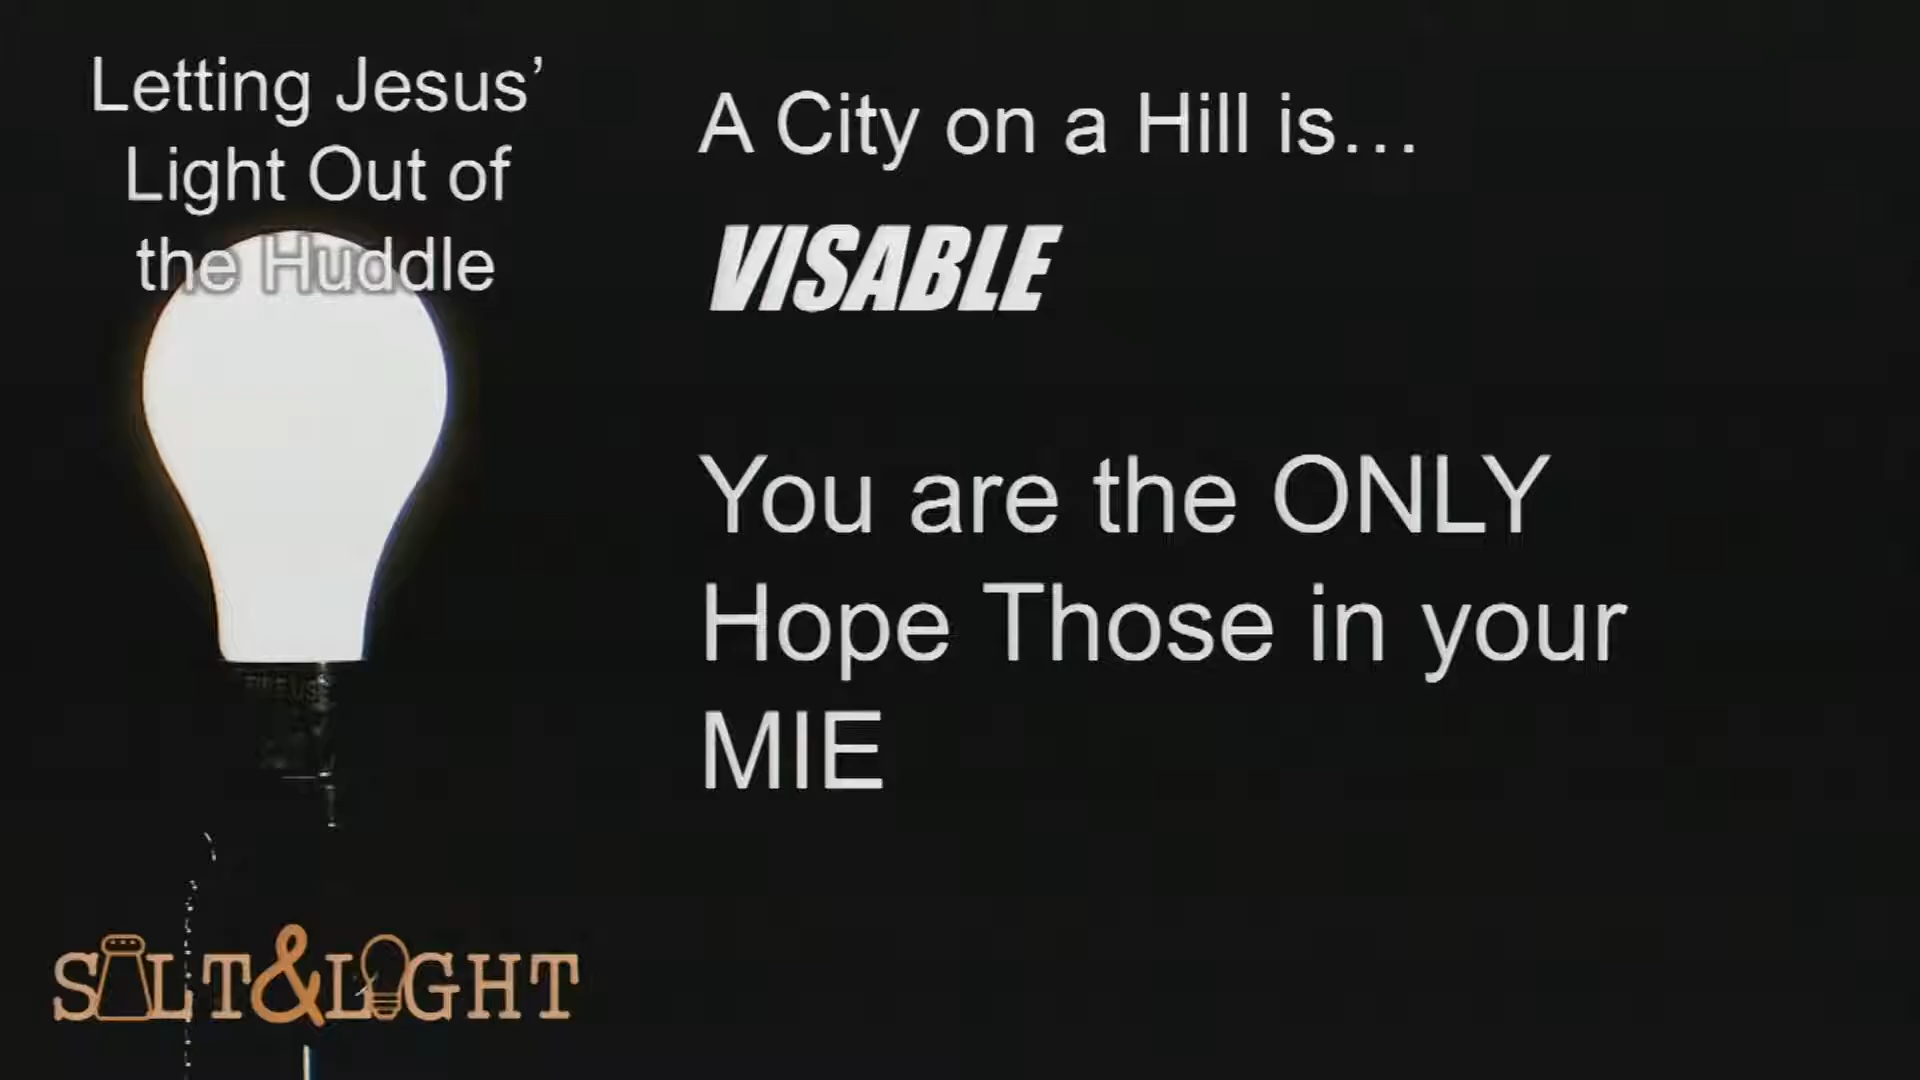 Letting Jesus’
Light Out of
the Huddle
A City on a Hill is…
VISABLE
You are the ONLY
Hope Those in your
MIE
SALT&LIGHT